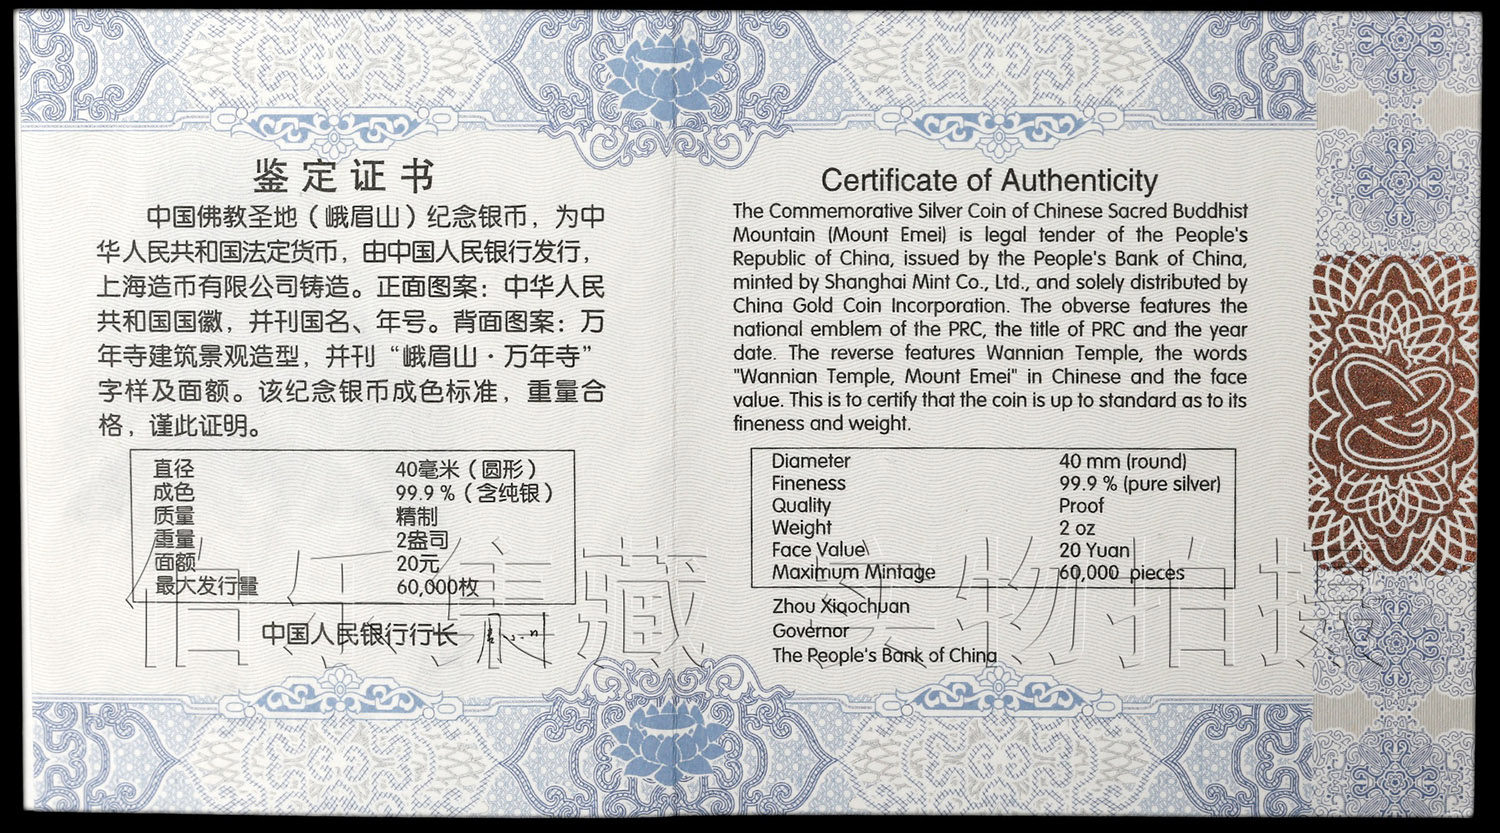 鉴定证书
中国佛教圣地（峨眉山）纪念银币，为中
华人民共和国法定货币，由中国人民银行发行，
上海造币有限公司铸造。正面图案：中华人民
共和国国徽，并刊国名、年号。背面图案：万
年寺建筑景观造型，并刊“峨眉山·万年寺”
字样及面额。该纪念银币成色标准，重量合
格，谨此证明。
直径 40毫米（圆形）
成色 99.9％（含纯银）
质量 精制
重量 2盎司
面额 20元
最大发行量 60,000枚
中国人民银行行长
Certificate of Authenticity
The Commemorative Silver Coin of Chinese Sacred Buddhist
Mountain (Mount Emei) is legal tender of the People's
Republic of China, issued by the People's Bank of China,
minted by Shanghai Mint Co., Ltd., and solely distributed by
China Gold Coin Incorporation. The obverse features the
national emblem of the PRC, the title of PRC and the year
date. The reverse features Wannian Temple, the words
"Wannian Temple, Mount Emei" in Chinese and the face
value. This is to certify that the coin is up to standard as to its
fineness and weight.
Diameter 40 mm (round)
Fineness 99.9 % (pure silver)
Quality Proof
Weight 2 oz
Face Value 20 Yuan
Maximum Mintage 60,000 pieces
Zhou Xiaochuan
Governor
The People's Bank of China